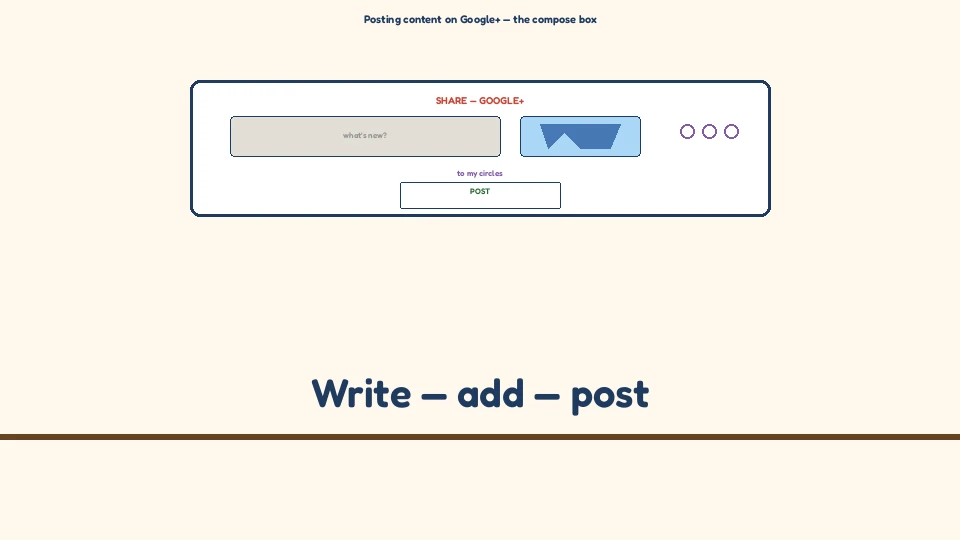 Posting content on Google+ — the compose box
SHARE — GOOGLE+
what's new?
to my circles
POST
Write — add — post